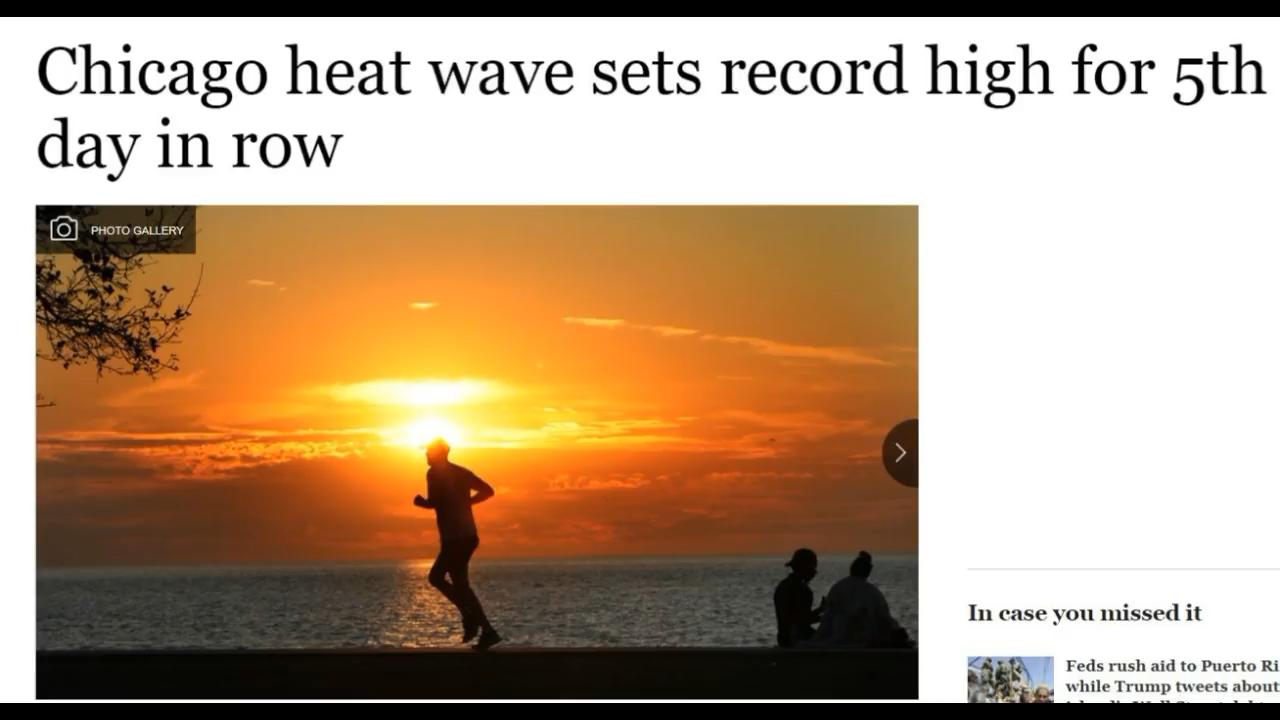 Chicago heat wave sets record high for 5th
day in row
PHOTO GALLERY
In case you missed it
Feds rush aid to Puerto
while Trump tweets about